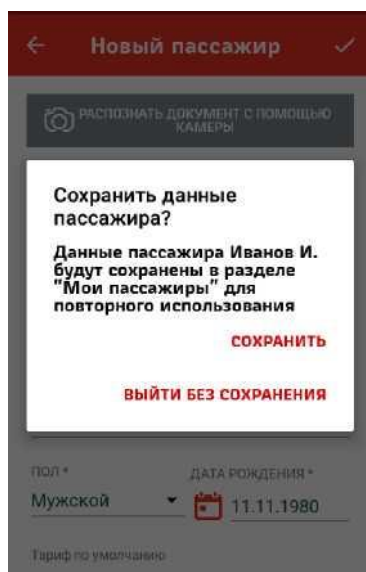 Новый пассажир
РАСПОЗНАТЬ ДОКУМЕНТ С ПОМОЩЬЮ
КАМЕРЫ
Сохранить данные
пассажира?
Данные пассажира Иванов И.
будут сохранены в разделе
"Мои пассажиры" для
повторного использования
СОХРАНИТЬ
ВЫЙТИ БЕЗ СОХРАНЕНИЯ
ПОЛ * ДАТА РОЖДЕНИЯ *
Мужской 11.11.1980
Тариф по умолчанию